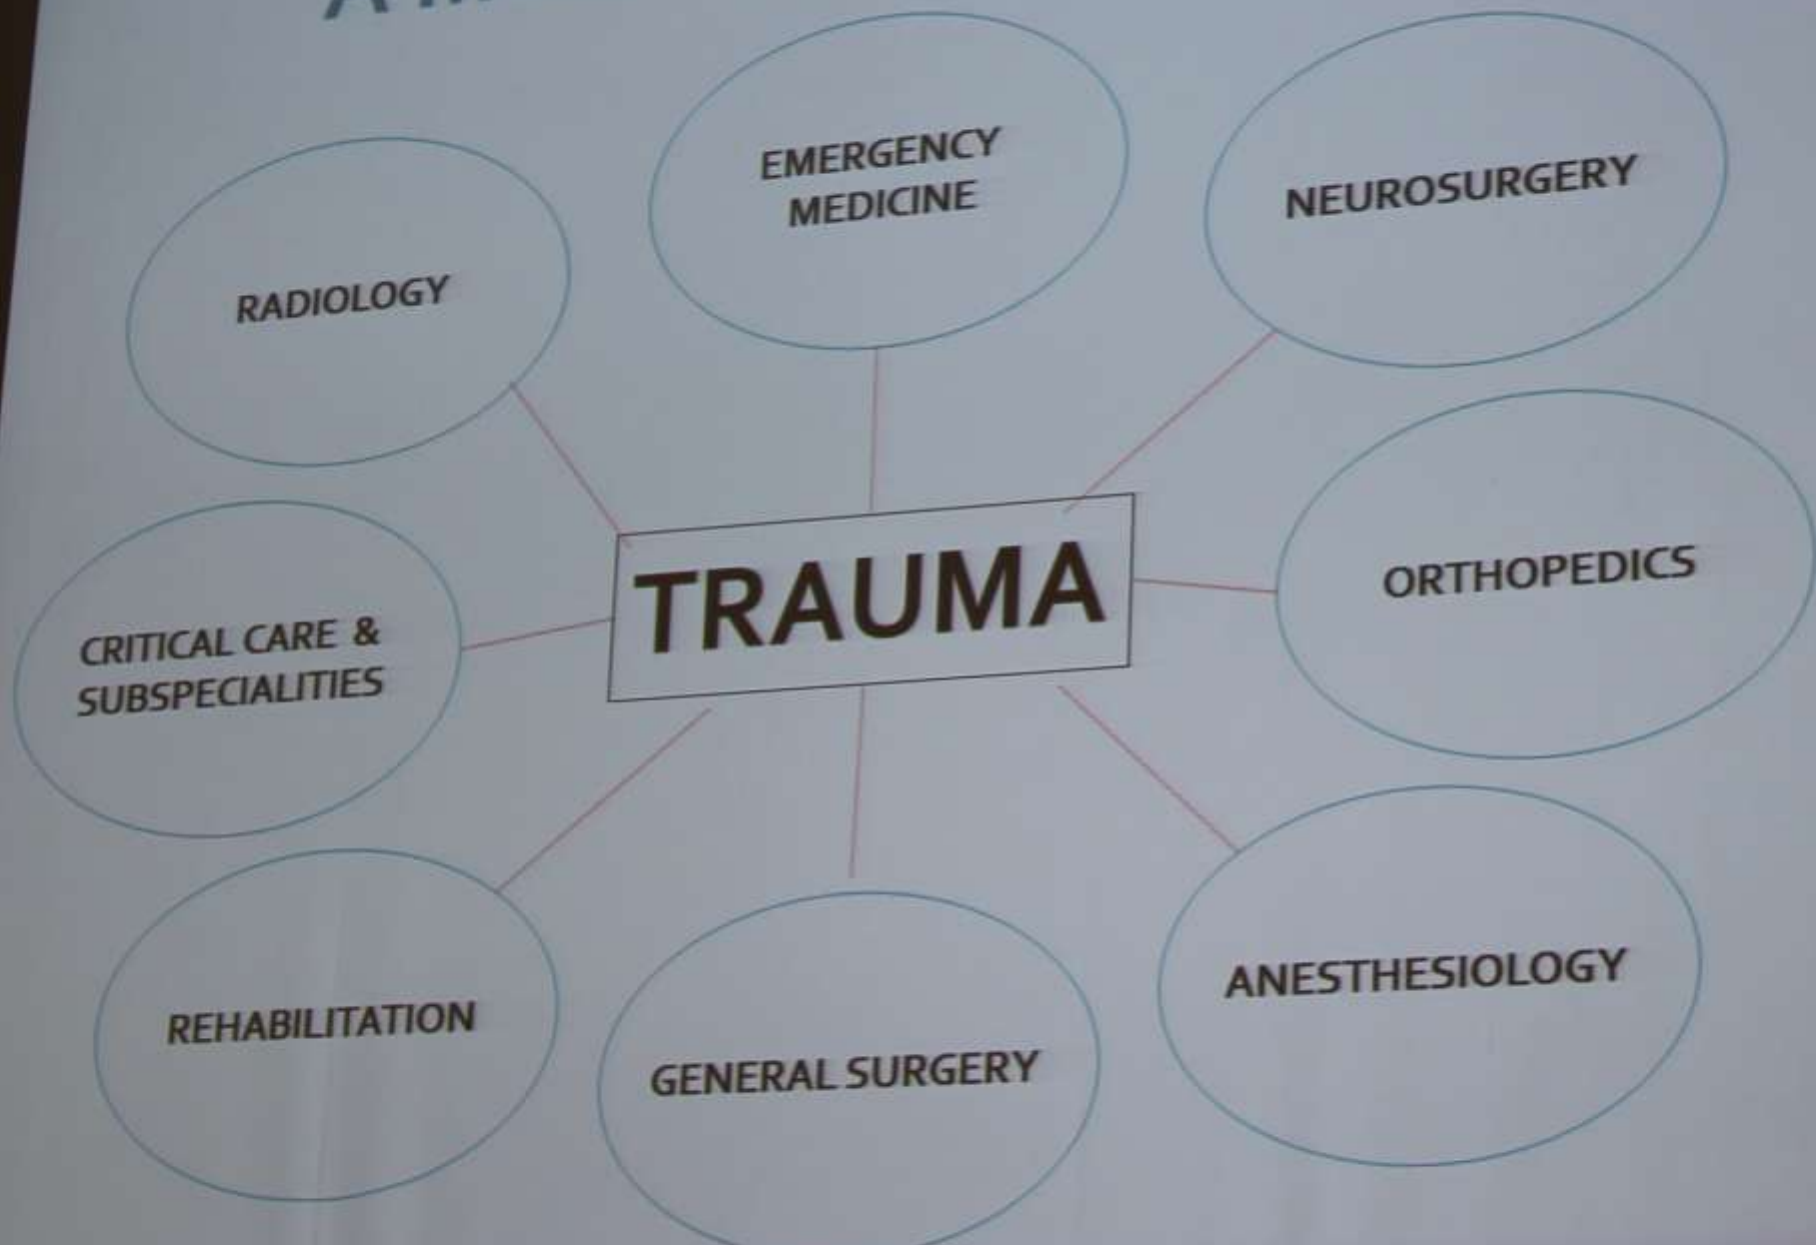 EMERGENCY
MEDICINE
NEUROSURGERY
RADIOLOGY
ORTHOPEDICS
TRAUMA
CRITICAL CARE &
SUBSPECIALITIES
ANESTHESIOLOGY
REHABILITATION
GENERAL SURGERY